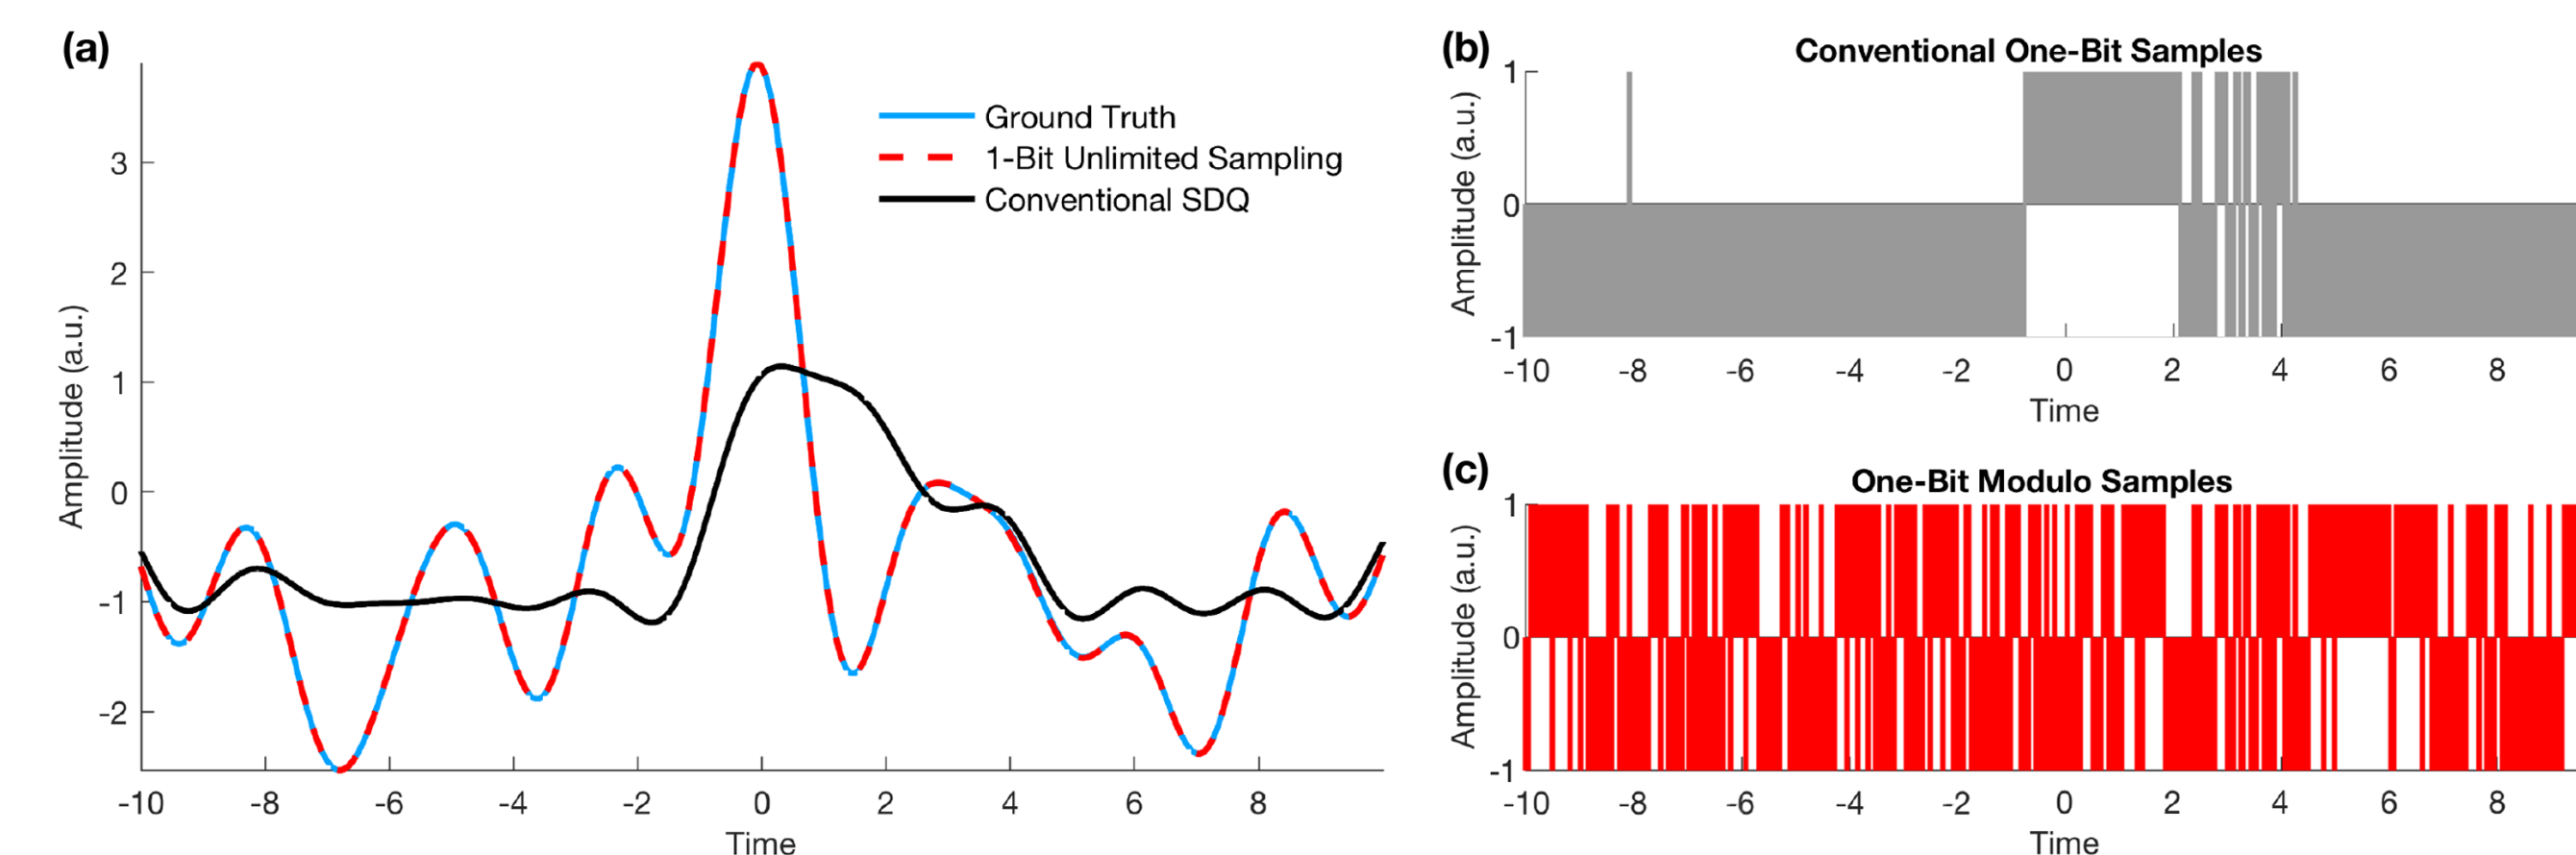 (a)
Ground Truth
1-Bit Unlimited Sampling
Conventional SDQ
Amplitude (a.u.)
3
2
1
0
-1
-2
-10 -8 -6 -4 -2 0 2 4 6 8
Time
(b)
Conventional One-Bit Samples
Amplitude (a.u.)
1
0
-1
-10 -8 -6 -4 -2 0 2 4 6 8
Time
(c)
One-Bit Modulo Samples
Amplitude (a.u.)
1
0
-1
-10 -8 -6 -4 -2 0 2 4 6 8
Time